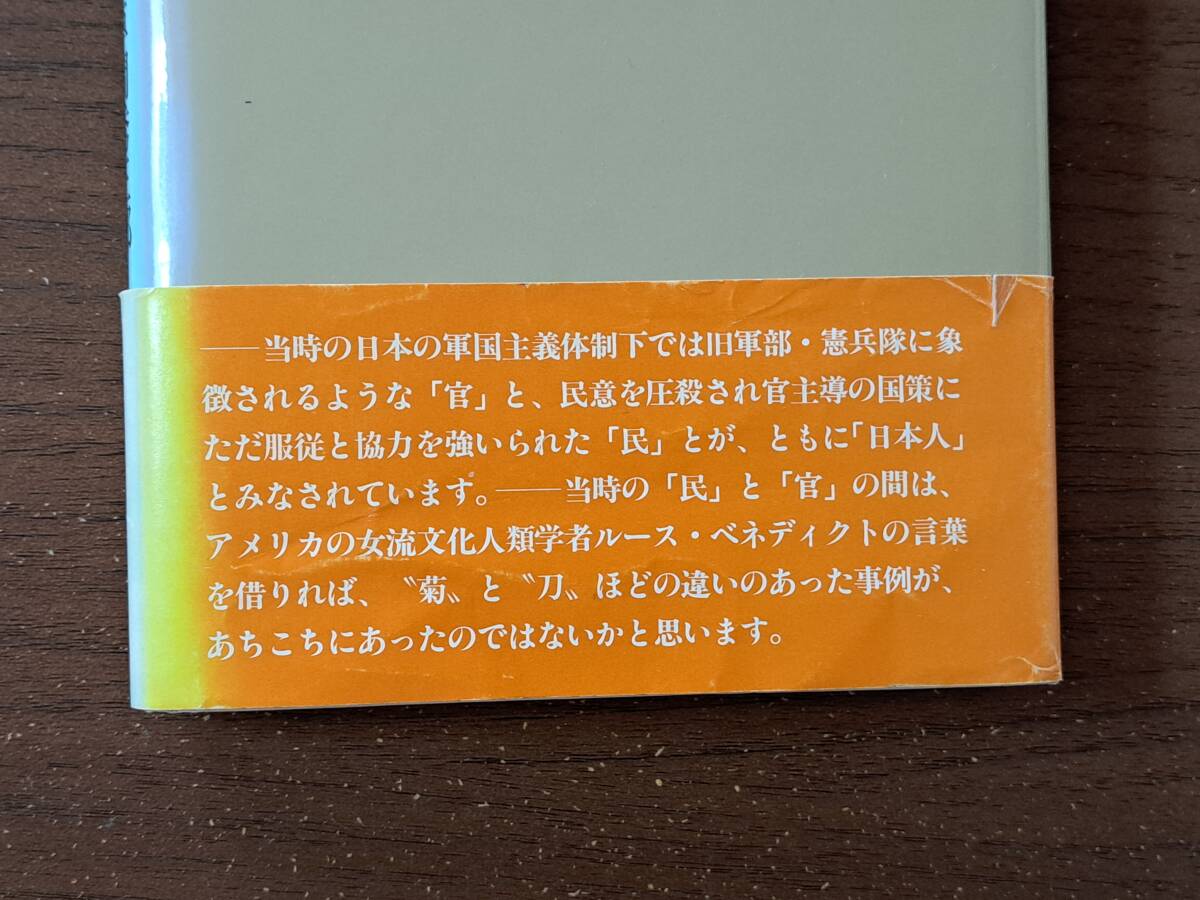 ――当時の日本の軍国主義体制下では旧軍部・憲兵隊に象
徴されるような「官」と、民意を圧殺され官主導の国策に
ただ服従と協力を強いられた「民」とが、ともに「日本人」
とみなされています。――当時の「民」と「官」の間は、
アメリカの女流文化人類学者ルース・ベネディクトの言葉
を借りれば、〝菊〟と〝刀〟ほどの違いのあった事例が、
あちこちにあったのではないかと思います。